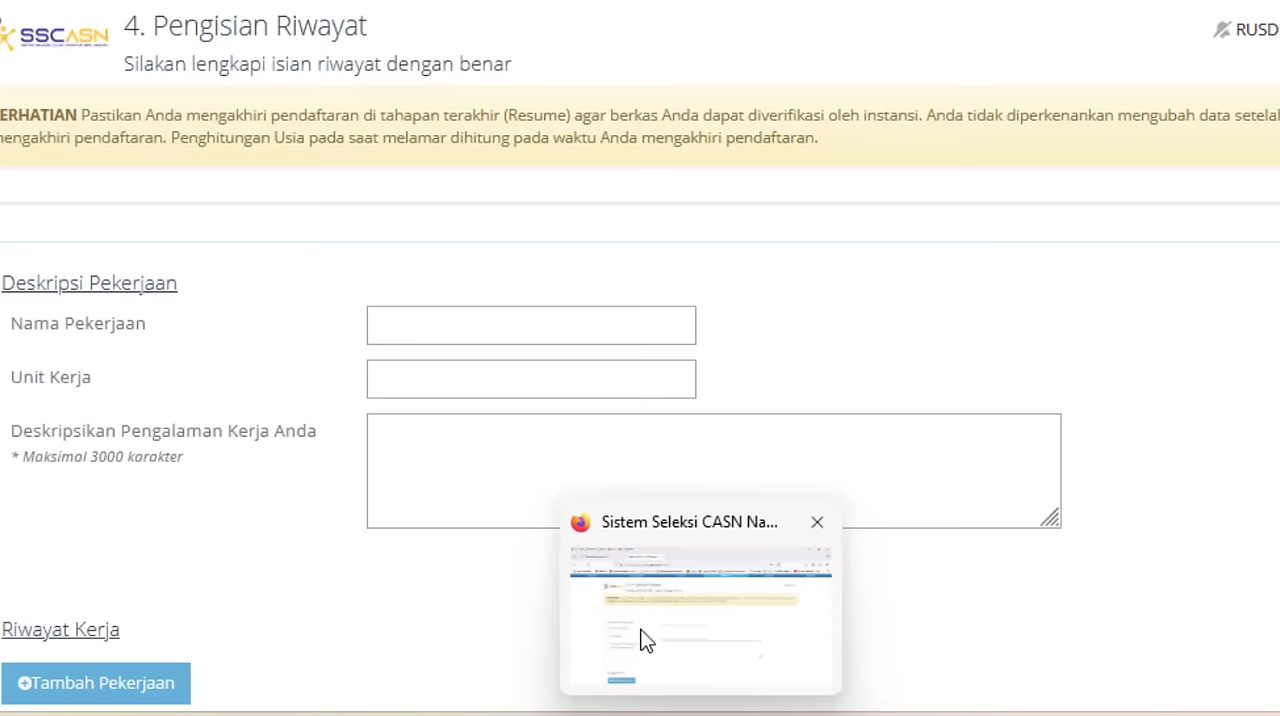 SSCASN
4. Pengisian Riwayat
RUSD
Silakan lengkapi isian riwayat dengan benar
ERHATIAN Pastikan Anda mengakhiri pendaftaran di tahapan terakhir (Resume) agar berkas Anda dapat diverifikasi oleh instansi. Anda tidak diperkenankan mengubah data setela
mengakhiri pendaftaran. Penghitungan Usia pada saat melamar dihitung pada waktu Anda mengakhiri pendaftaran.
Deskripsi Pekerjaan
Nama Pekerjaan
Unit Kerja
Deskripsikan Pengalaman Kerja Anda
* Maksimal 3000 karakter
Sistem Seleksi CASN Na...
Riwayat Kerja
Tambah Pekerjaan